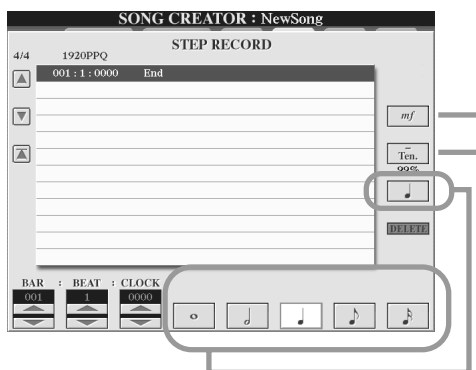 SONG CREATOR : NewSong
STEP RECORD
4/4 1920PPQ
001 : 1 : 0000 End
mf
Ten.
99%
DELETE
BAR : BEAT : CLOCK
001 1 0000